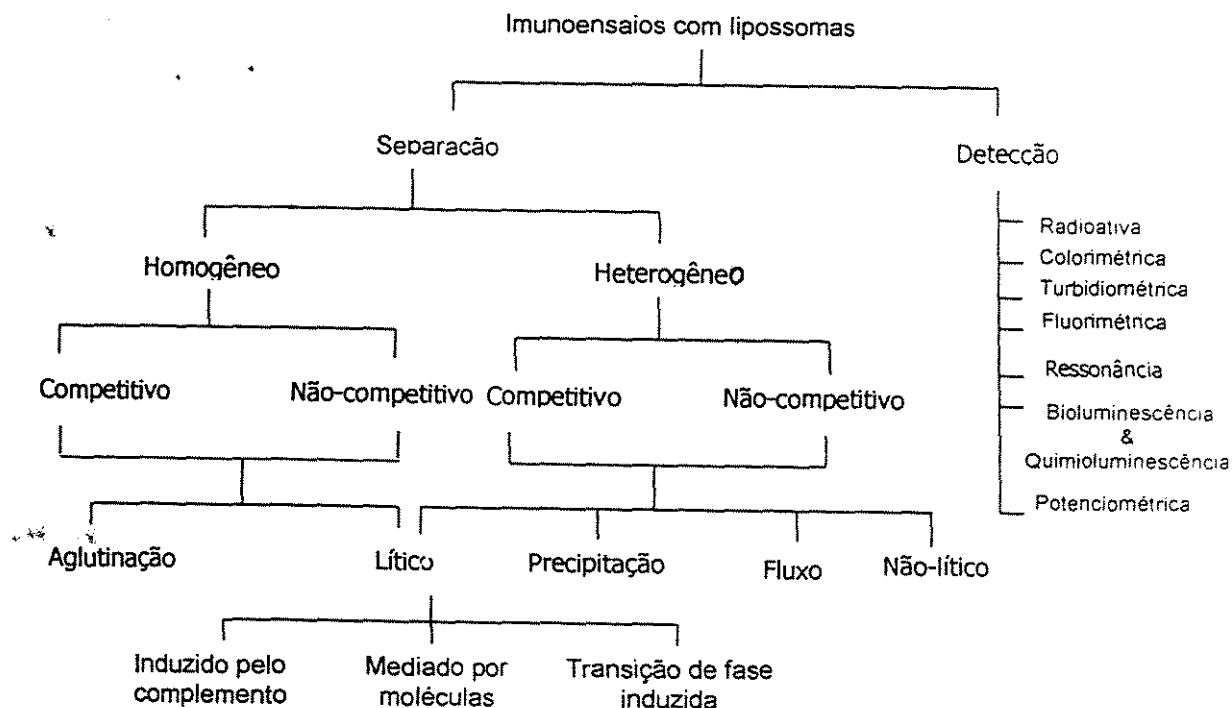 Imunoensaios com lipossomas
Separação
Detecção
Radioativa
Colorimétrica
Turbidiométrica
Fluorimétrica
Ressonância
Bioluminescência
&
Quimioluminescência
Potenciométrica
Homogêneo
Heterogêneo
Competitivo
Não-competitivo
Competitivo
Não-competitivo
Aglutinação
Lítico
Precipitação
Fluxo
Não-lítico
Induzido pelo
complemento
Mediado por
moléculas
Transição de fase
induzida